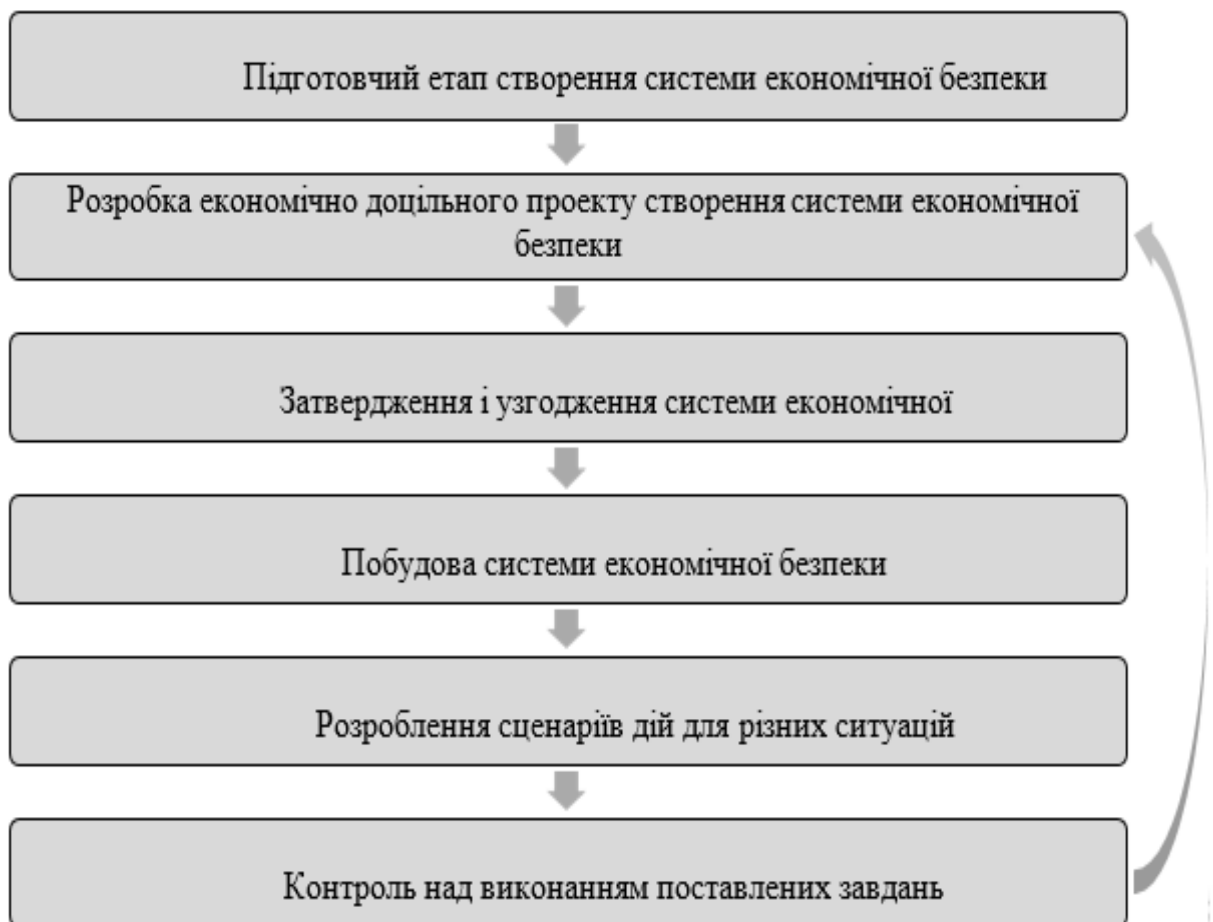 Підготовчий етап створення системи економічної безпеки
Розробка економічно доцільного проекту створення системи економічної
безпеки
Затвердження і узгодження системи економічної
Побудова системи економічної безпеки
Розроблення сценаріїв дій для різних ситуацій
Контроль над виконанням поставлених завдань